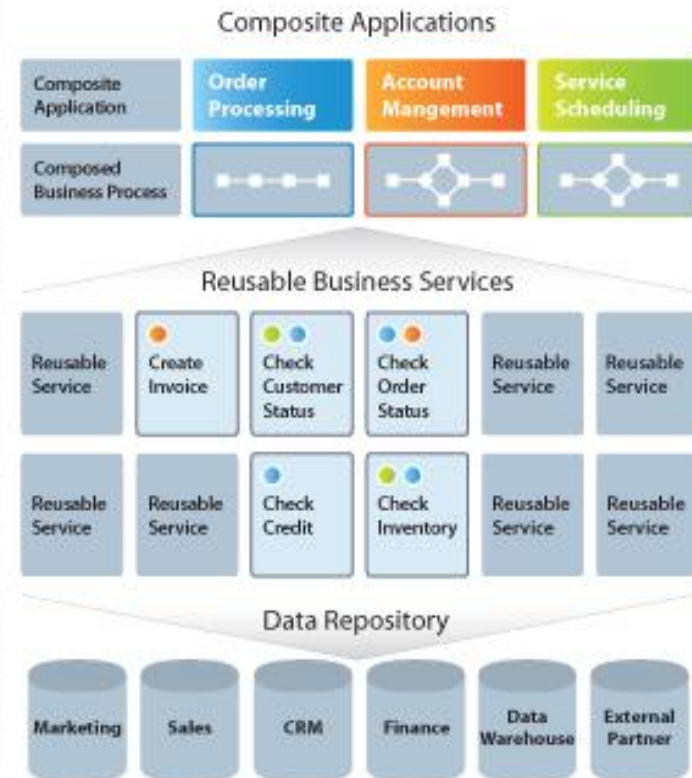 Composite Applications
Composite
Application
Order
Processing
Account
Mangement
Service
Scheduling
Composed
Business Process
Reusable Business Services
Reusable
Service
Create
Invoice
Check
Customer
Status
Check
Order
Status
Reusable
Service
Reusable
Service
Reusable
Service
Reusable
Service
Check
Credit
Check
Inventory
Reusable
Service
Reusable
Service
Data Repository
Marketing
Sales
CRM
Finance
Data
Warehouse
External
Partner